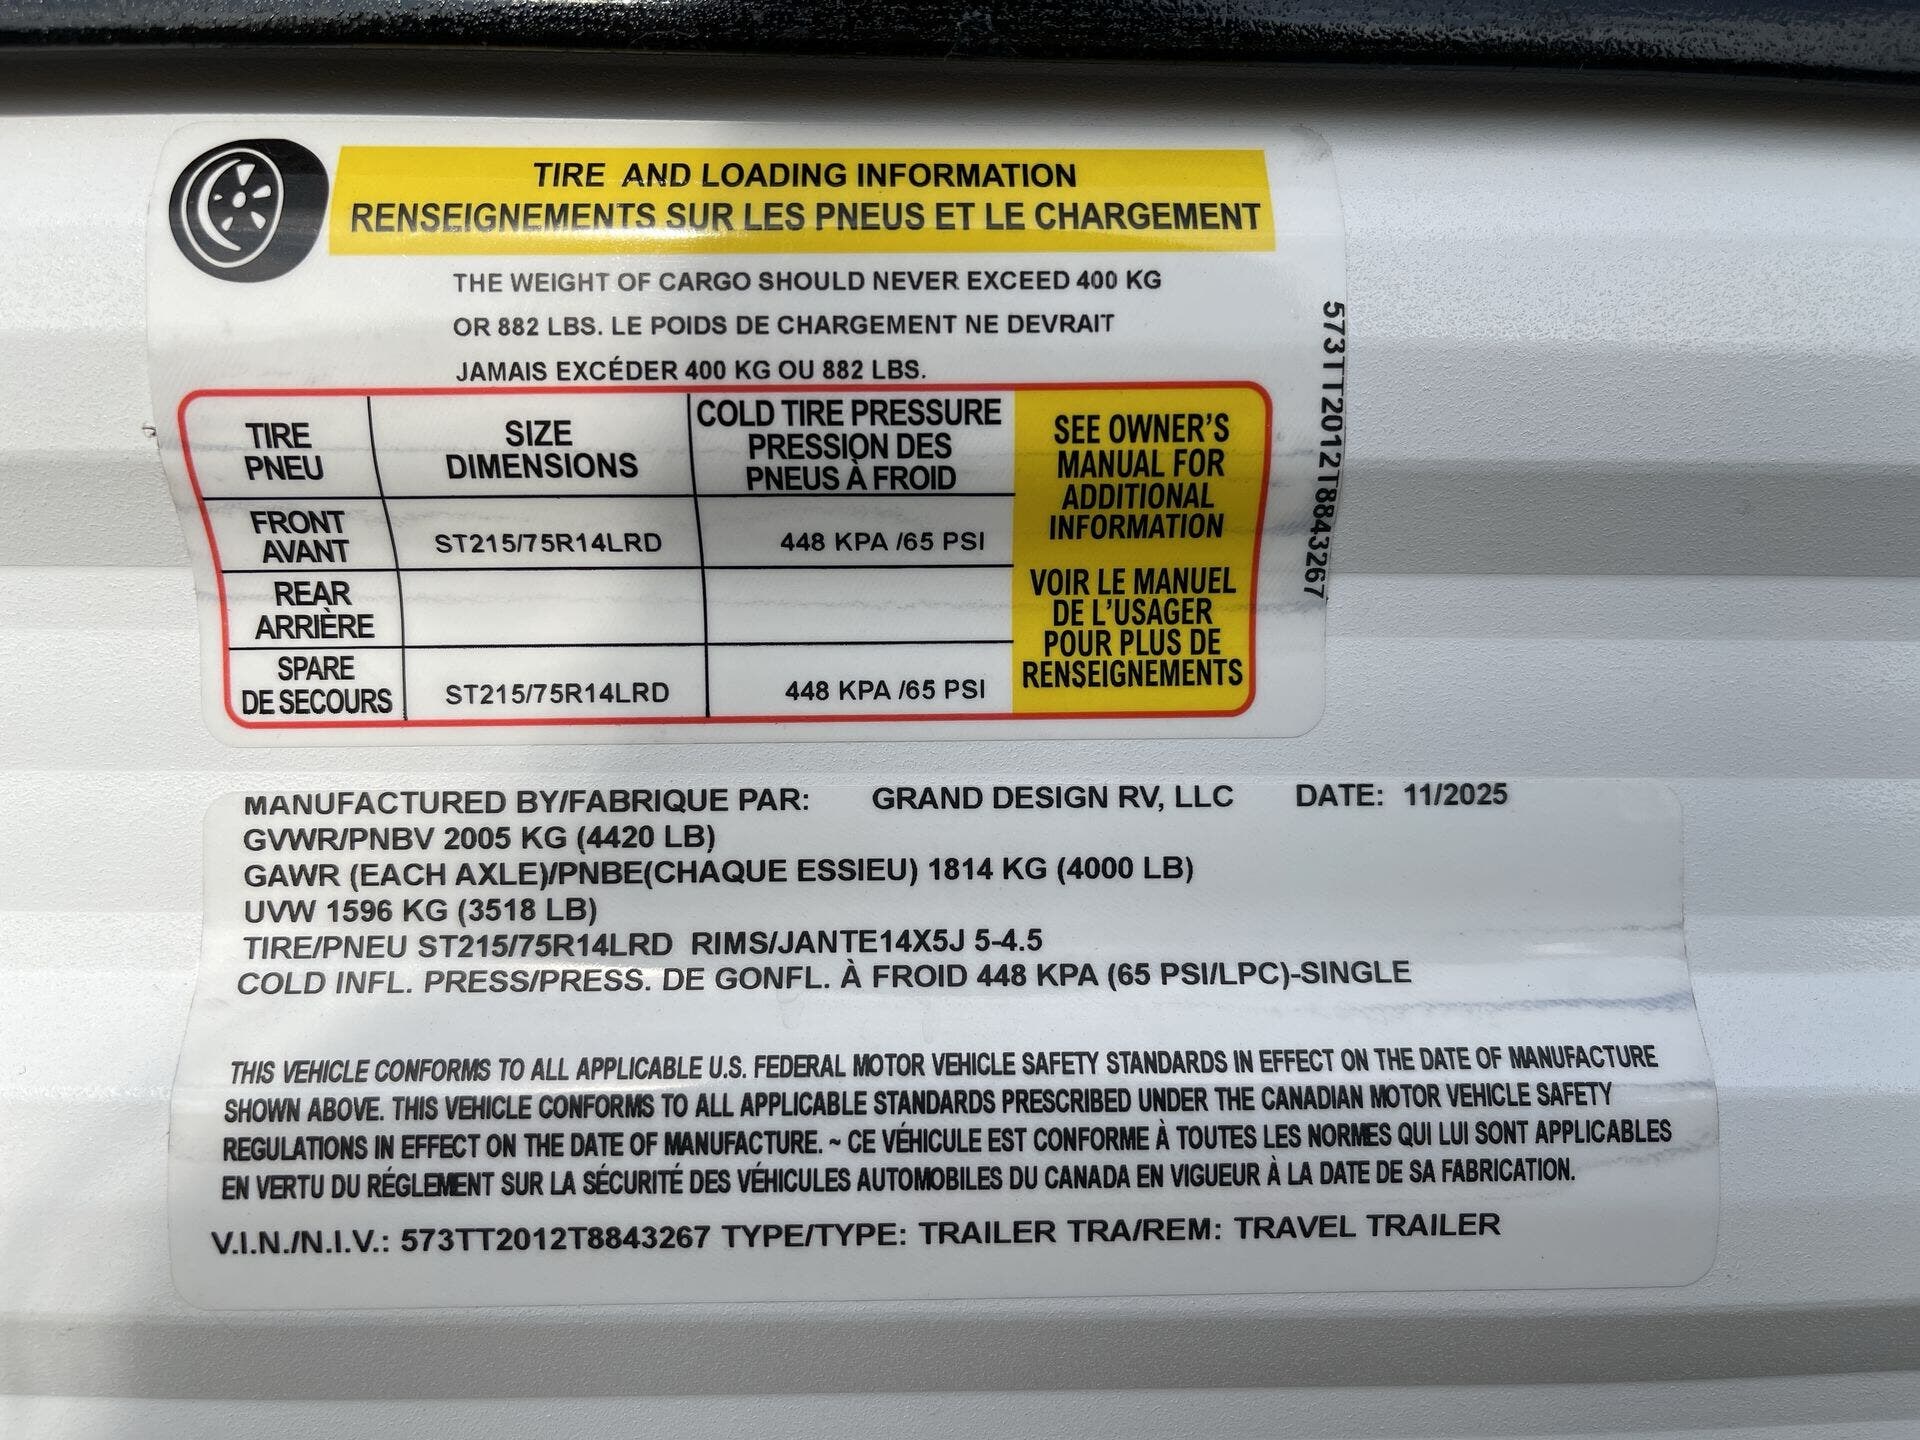 TIRE AND LOADING INFORMATION
RENSEIGNEMENTS SUR LES PNEUS ET LE CHARGEMENT
THE WEIGHT OF CARGO SHOULD NEVER EXCEED 400 KG
OR 882 LBS. LE POIDS DE CHARGEMENT NE DEVRAIT
JAMAIS EXCÉDER 400 KG OU 882 LBS.
TIRE
PNEU
SIZE
DIMENSIONS
COLD TIRE PRESSURE
PRESSION DES
PNEUS À FROID
FRONT
AVANT
ST215/75R14LRD
448 KPA /65 PSI
REAR
ARRIÈRE
SPARE
DE SECOURS
ST215/75R14LRD
448 KPA /65 PSI
SEE OWNER'S
MANUAL FOR
ADDITIONAL
INFORMATION
VOIR LE MANUEL
DE L'USAGER
POUR PLUS DE
RENSEIGNEMENTS
573TT2012T8843267
MANUFACTURED BY/FABRIQUE PAR: GRAND DESIGN RV, LLC DATE: 11/2025
GVWR/PNBV 2005 KG (4420 LB)
GAWR (EACH AXLE)/PNBE(CHAQUE ESSIEU) 1814 KG (4000 LB)
UVW 1596 KG (3518 LB)
TIRE/PNEU ST215/75R14LRD RIMS/JANTE14X5J 5-4.5
COLD INFL. PRESS/PRESS. DE GONFL. À FROID 448 KPA (65 PSI/LPC)-SINGLE
THIS VEHICLE CONFORMS TO ALL APPLICABLE U.S. FEDERAL MOTOR VEHICLE SAFETY STANDARDS IN EFFECT ON THE DATE OF MANUFACTURE
SHOWN ABOVE. THIS VEHICLE CONFORMS TO ALL APPLICABLE STANDARDS PRESCRIBED UNDER THE CANADIAN MOTOR VEHICLE SAFETY
REGULATIONS IN EFFECT ON THE DATE OF MANUFACTURE. ~ CE VÉHICULE EST CONFORME À TOUTES LES NORMES QUI LUI SONT APPLICABLES
EN VERTU DU RÉGLEMENT SUR LA SÉCURITÉ DES VÉHICULES AUTOMOBILES DU CANADA EN VIGUEUR À LA DATE DE SA FABRICATION.
V.I.N./N.I.V.: 573TT2012T8843267 TYPE/TYPE: TRAILER TRA/REM: TRAVEL TRAILER